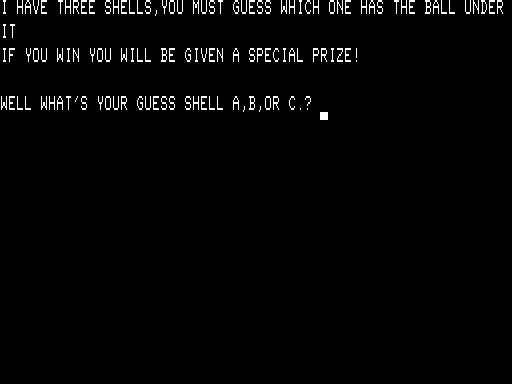 I HAVE THREE SHELLS,YOU MUST GUESS WHICH ONE HAS THE BALL UNDER
IT
IF YOU WIN YOU WILL BE GIVEN A SPECIAL PRIZE!
WELL WHAT'S YOUR GUESS SHELL A,B,OR C.?